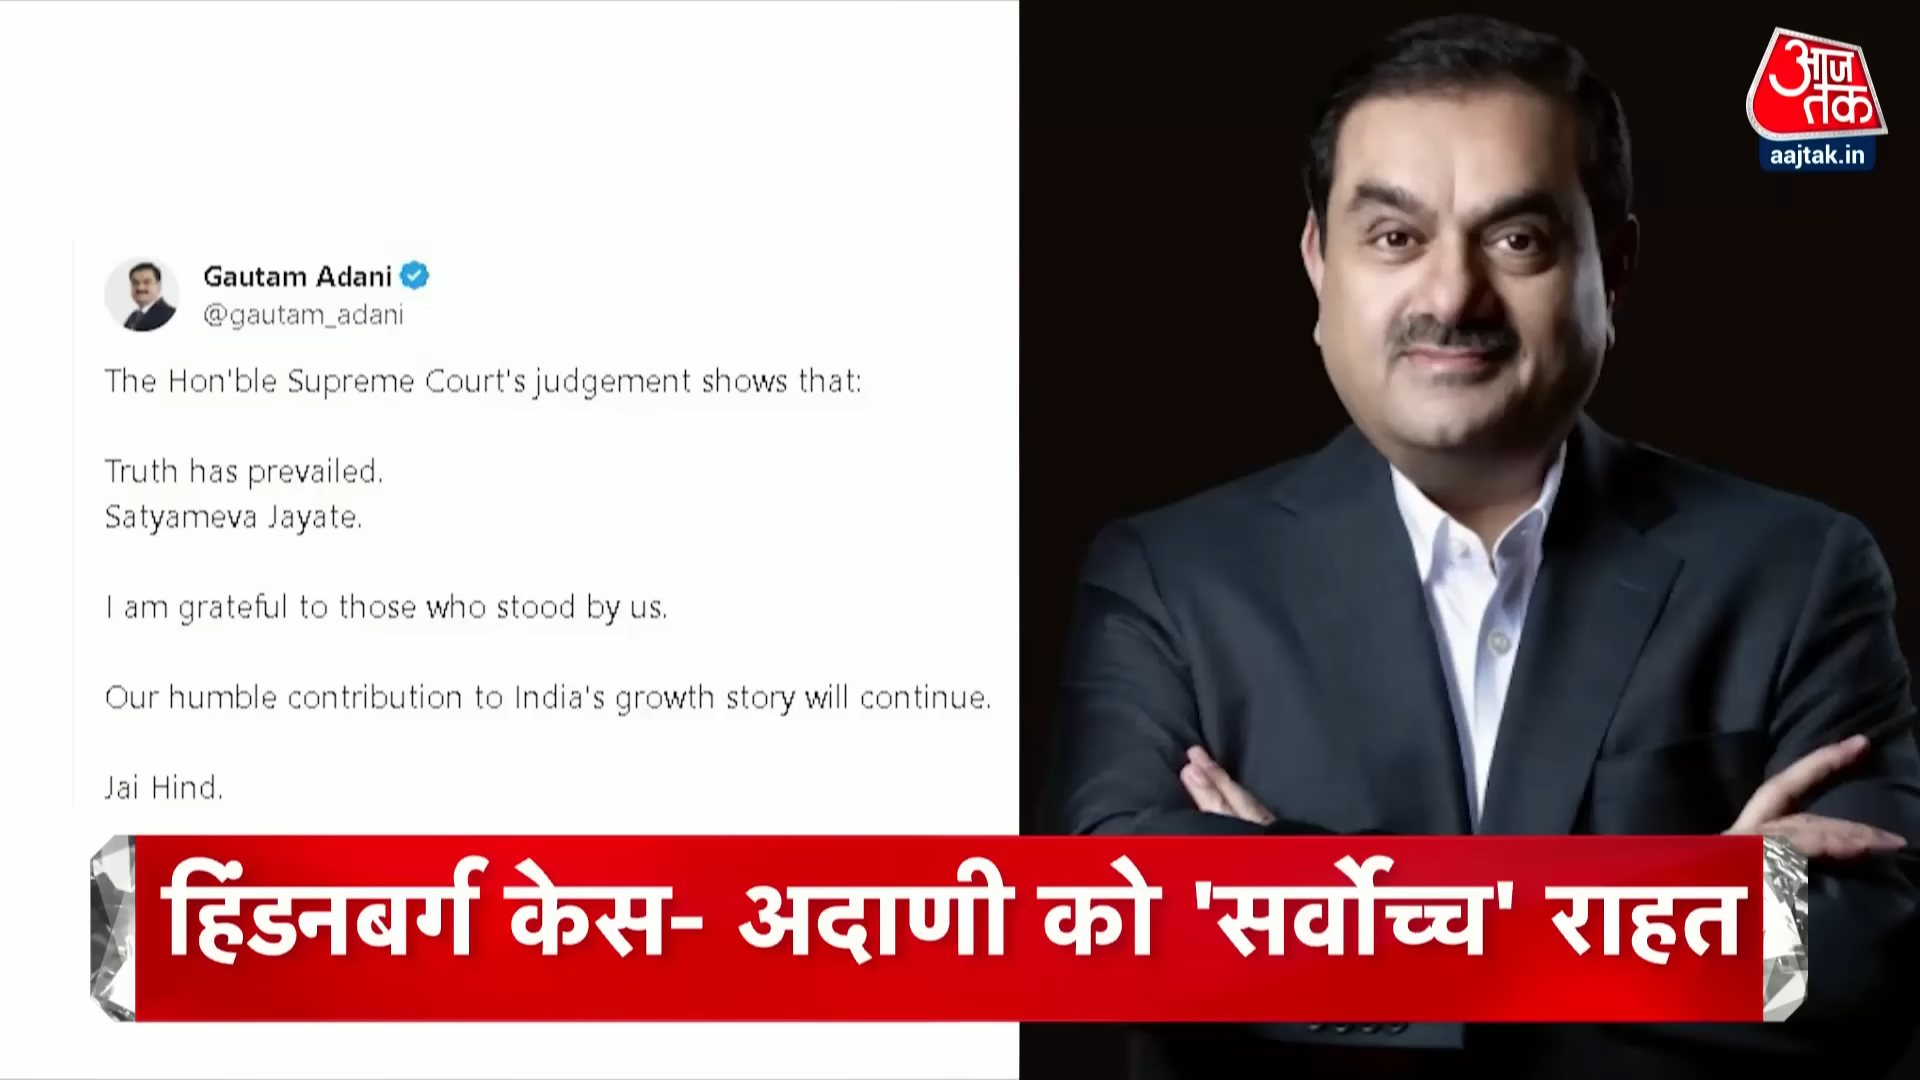 आज
तक
aajtak.in
Gautam Adani
@gautam_adani
The Hon'ble Supreme Court's judgement shows that:
Truth has prevailed.
Satyameva Jayate.
I am grateful to those who stood by us.
Our humble contribution to India's growth story will continue.
Jai Hind.
हिंडनबर्ग केस- अदाणी को 'सर्वोच्च' राहत